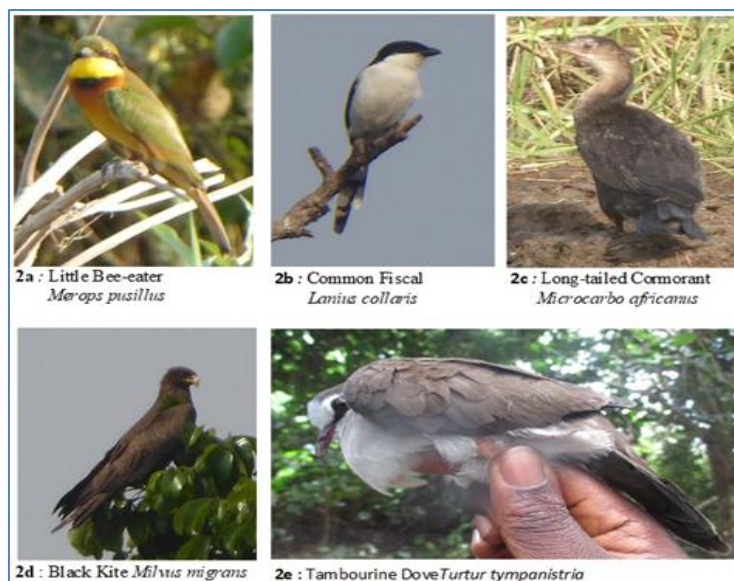 2a : Little Bee-eater
Merops pusillus
2b : Common Fiscal
Lanius collaris
2c : Long-tailed Cormorant
Microcarbo africanus
2d : Black Kite Milvus migrans
2e : Tambourine DoveTurtur tympanistria